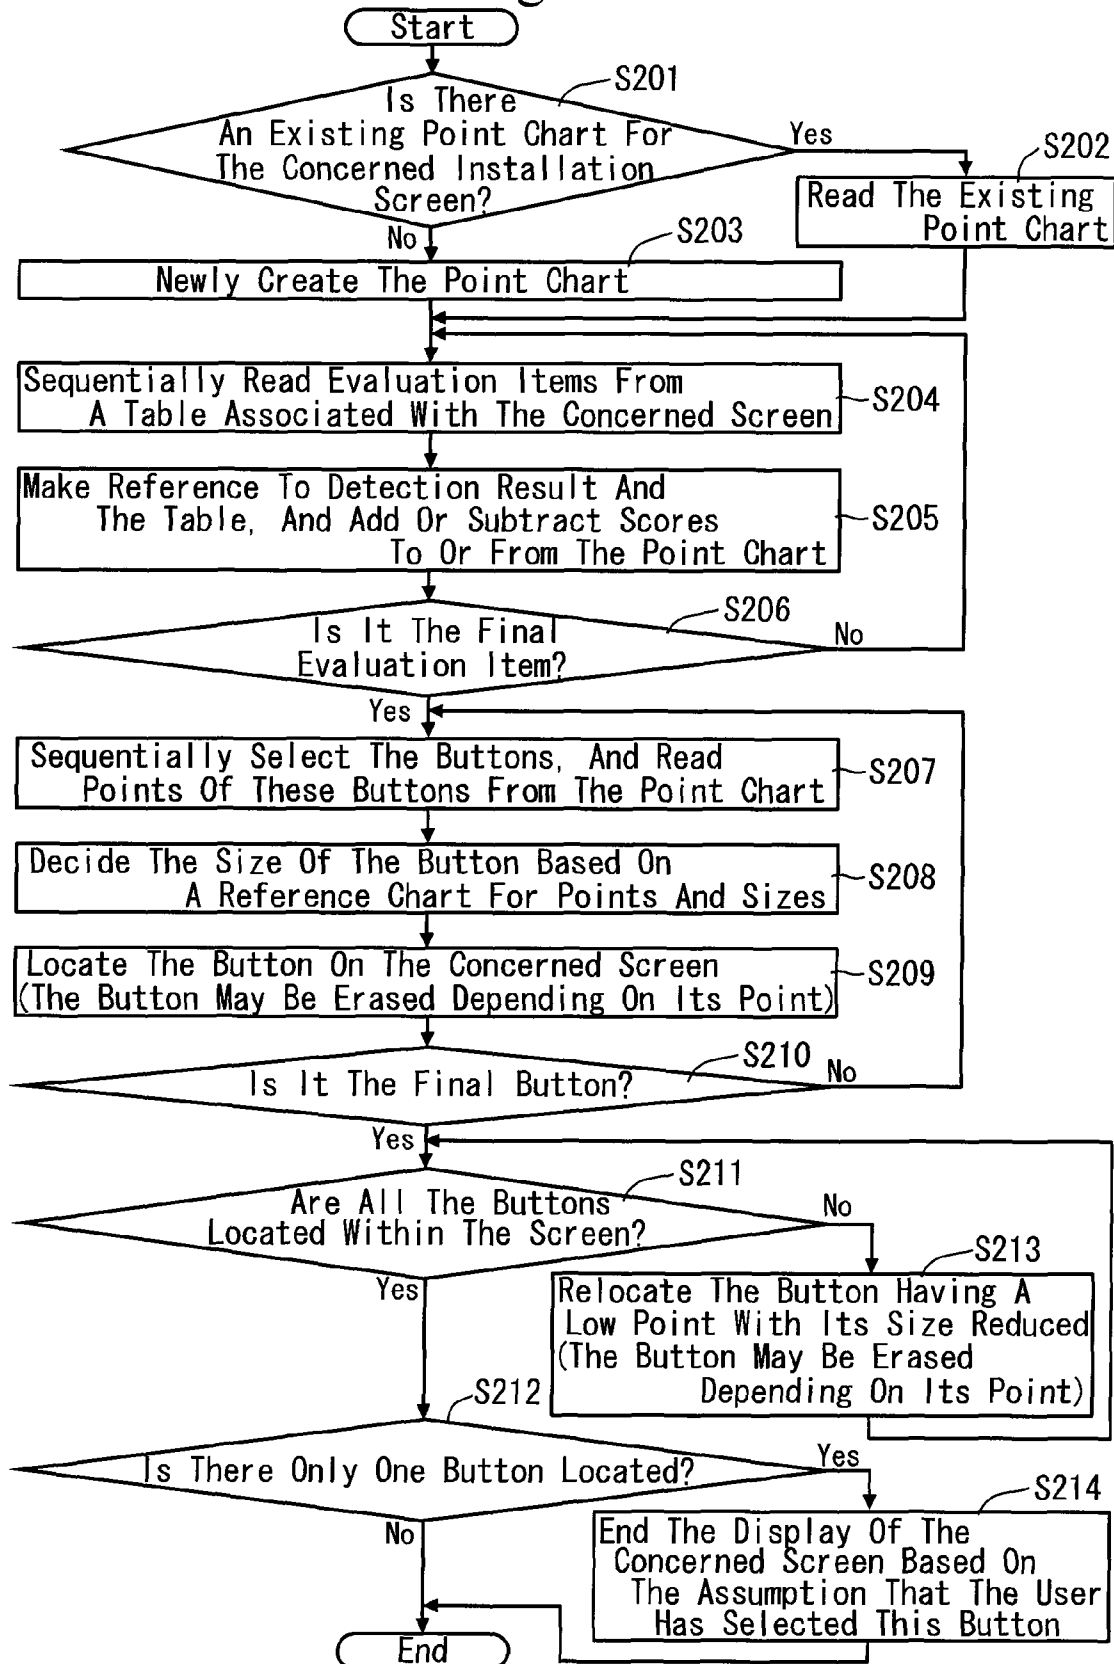 Start
S201
Is There
An Existing Point Chart For
The Concerned Installation
Screen?
Yes
S202
Read The Existing
Point Chart
No
S203
Newly Create The Point Chart
Sequentially Read Evaluation Items From
A Table Associated With The Concerned Screen
S204
Make Reference To Detection Result And
The Table, And Add Or Subtract Scores
To Or From The Point Chart
S205
S206
Is It The Final
Evaluation Item?
No
Yes
Sequentially Select The Buttons, And Read
Points Of These Buttons From The Point Chart
S207
Decide The Size Of The Button Based On
A Reference Chart For Points And Sizes
S208
Locate The Button On The Concerned Screen
(The Button May Be Erased Depending On Its Point)
S209
S210
Is It The Final Button?
No
Yes
S211
Are All The Buttons
Located Within The Screen?
No
Yes
S213
Relocate The Button Having A
Low Point With Its Size Reduced
(The Button May Be Erased
Depending On Its Point)
S212
Is There Only One Button Located?
Yes
No
S214
End The Display Of The
Concerned Screen Based On
The Assumption That The User
Has Selected This Button
End